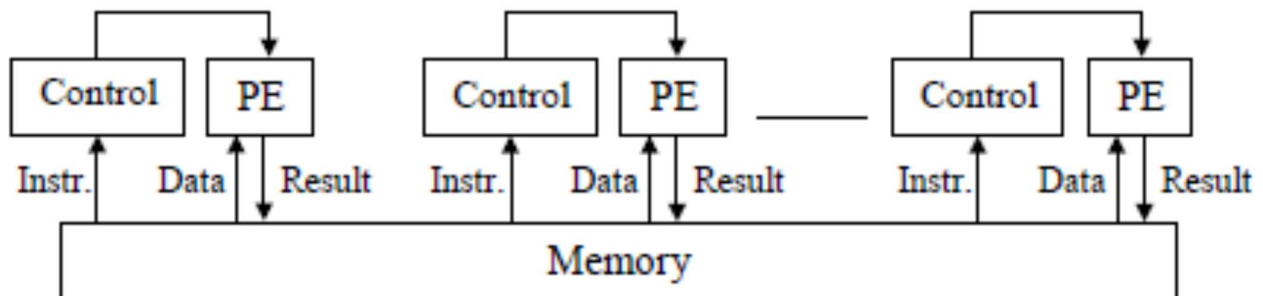 Control PE Control PE Control PE
Instr. Data Result Instr. Data Result Instr. Data Result
Memory